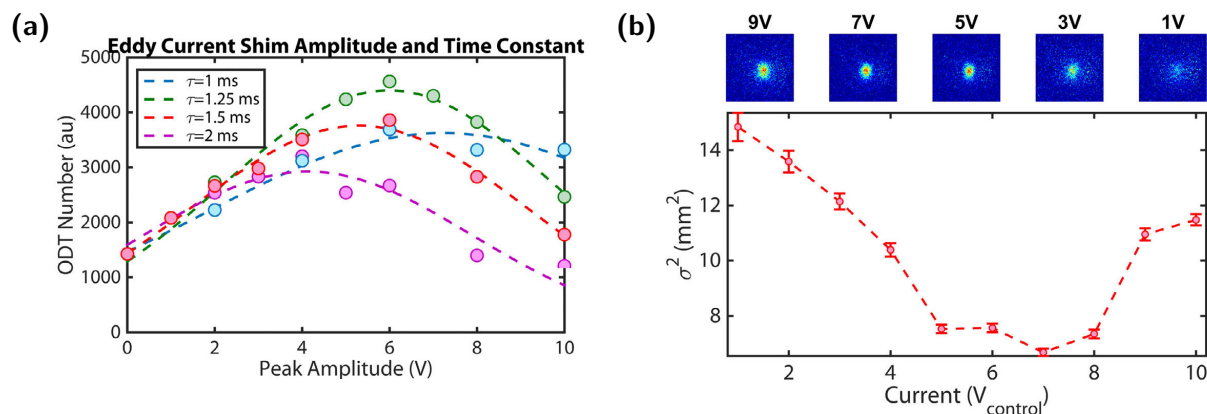 (a)
Eddy Current Shim Amplitude and Time Constant
5000
4000
3000
2000
1000
0
ODT Number (au)
τ=1 ms
τ=1.25 ms
τ=1.5 ms
τ=2 ms
0 2 4 6 8 10
Peak Amplitude (V)
(b)
9V 7V 5V 3V 1V
14
12
10
8
σ² (mm²)
2 4 6 8 10
Current (V_control)